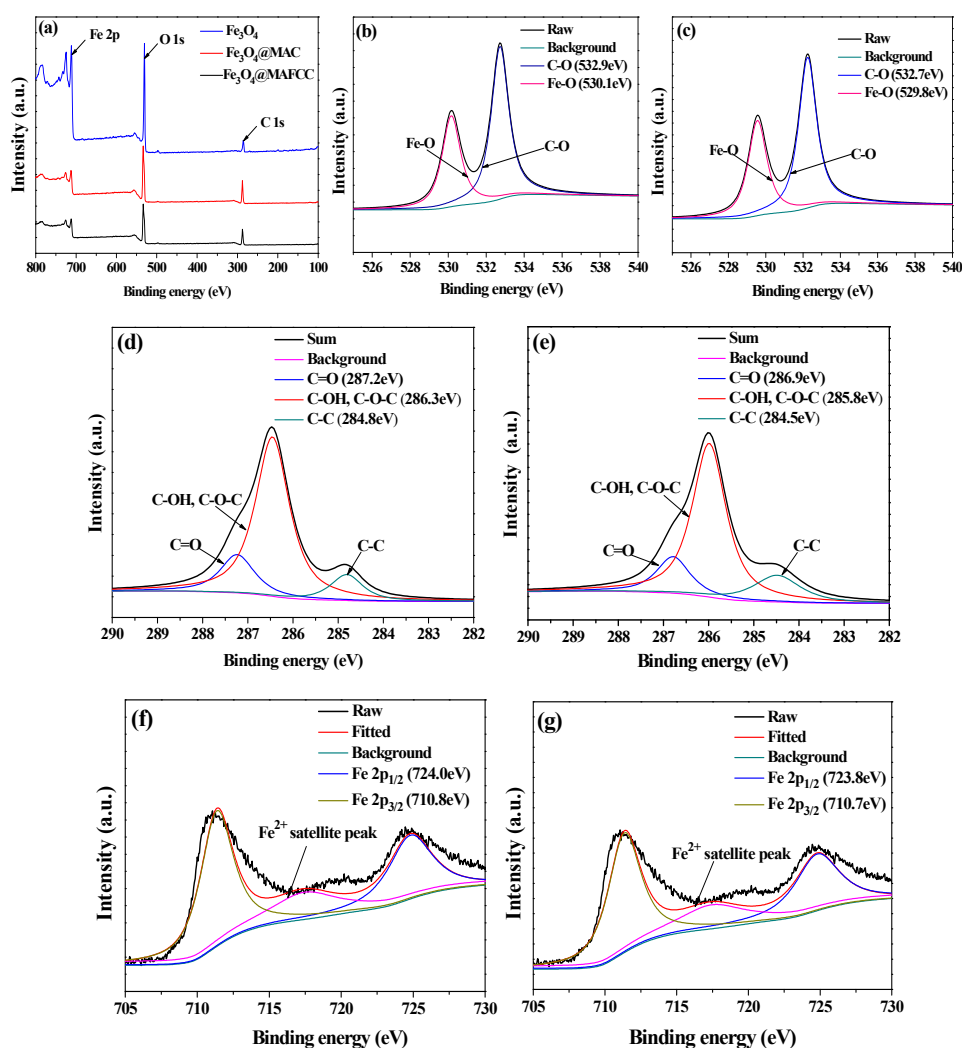 (a)
Fe 2p
O 1s
C 1s
Fe₃O₄
Fe₃O₄@MAC
Fe₃O₄@MAFCC
Intensity (a.u.)
800 700 600 500 400 300 200 100
Binding energy (eV)
(b)
Raw
Background
C-O (532.9eV)
Fe-O (530.1eV)
Fe-O
C-O
Intensity (a.u.)
526 528 530 532 534 536 538 540
Binding energy (eV)
(c)
Raw
Background
C-O (532.7eV)
Fe-O (529.8eV)
Fe-O
C-O
Intensity (a.u.)
526 528 530 532 534 536 538 540
Binding energy (eV)
(d)
Sum
Background
C=O (287.2eV)
C-OH, C-O-C (286.3eV)
C-C (284.8eV)
C-OH, C-O-C
C=O
C-C
Intensity (a.u.)
290 289 288 287 286 285 284 283 282
Binding energy (eV)
(e)
Sum
Background
C=O (286.9eV)
C-OH, C-O-C (285.8eV)
C-C (284.5eV)
C-OH, C-O-C
C=O
C-C
Intensity (a.u.)
290 289 288 287 286 285 284 283 282
Binding energy (eV)
(f)
Raw
Fitted
Background
Fe 2p₁/₂ (724.0eV)
Fe 2p₃/₂ (710.8eV)
Fe²⁺ satellite peak
Intensity (a.u.)
705 710 715 720 725 730
Binding energy (eV)
(g)
Raw
Fitted
Background
Fe 2p₁/₂ (723.8eV)
Fe 2p₃/₂ (710.7eV)
Fe²⁺ satellite peak
Intensity (a.u.)
705 710 715 720 725 730
Binding energy (eV)